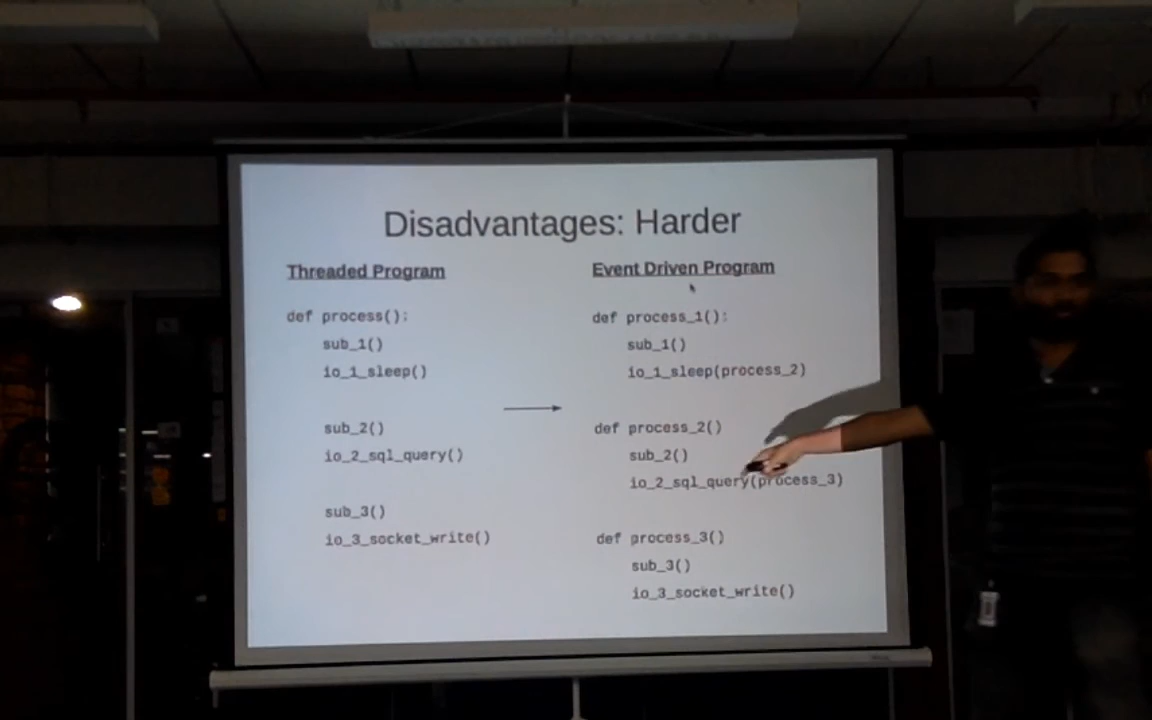 Disadvantages: Harder
Threaded Program
def process():
sub_1()
io_1_sleep()
sub_2()
io_2_sql_query()
sub_3()
io_3_socket_write()
Event Driven Program
def process_1():
sub_1()
io_1_sleep(process_2)
def process_2()
sub_2()
io_2_sql_query(process_3)
def process_3()
sub_3()
io_3_socket_write()